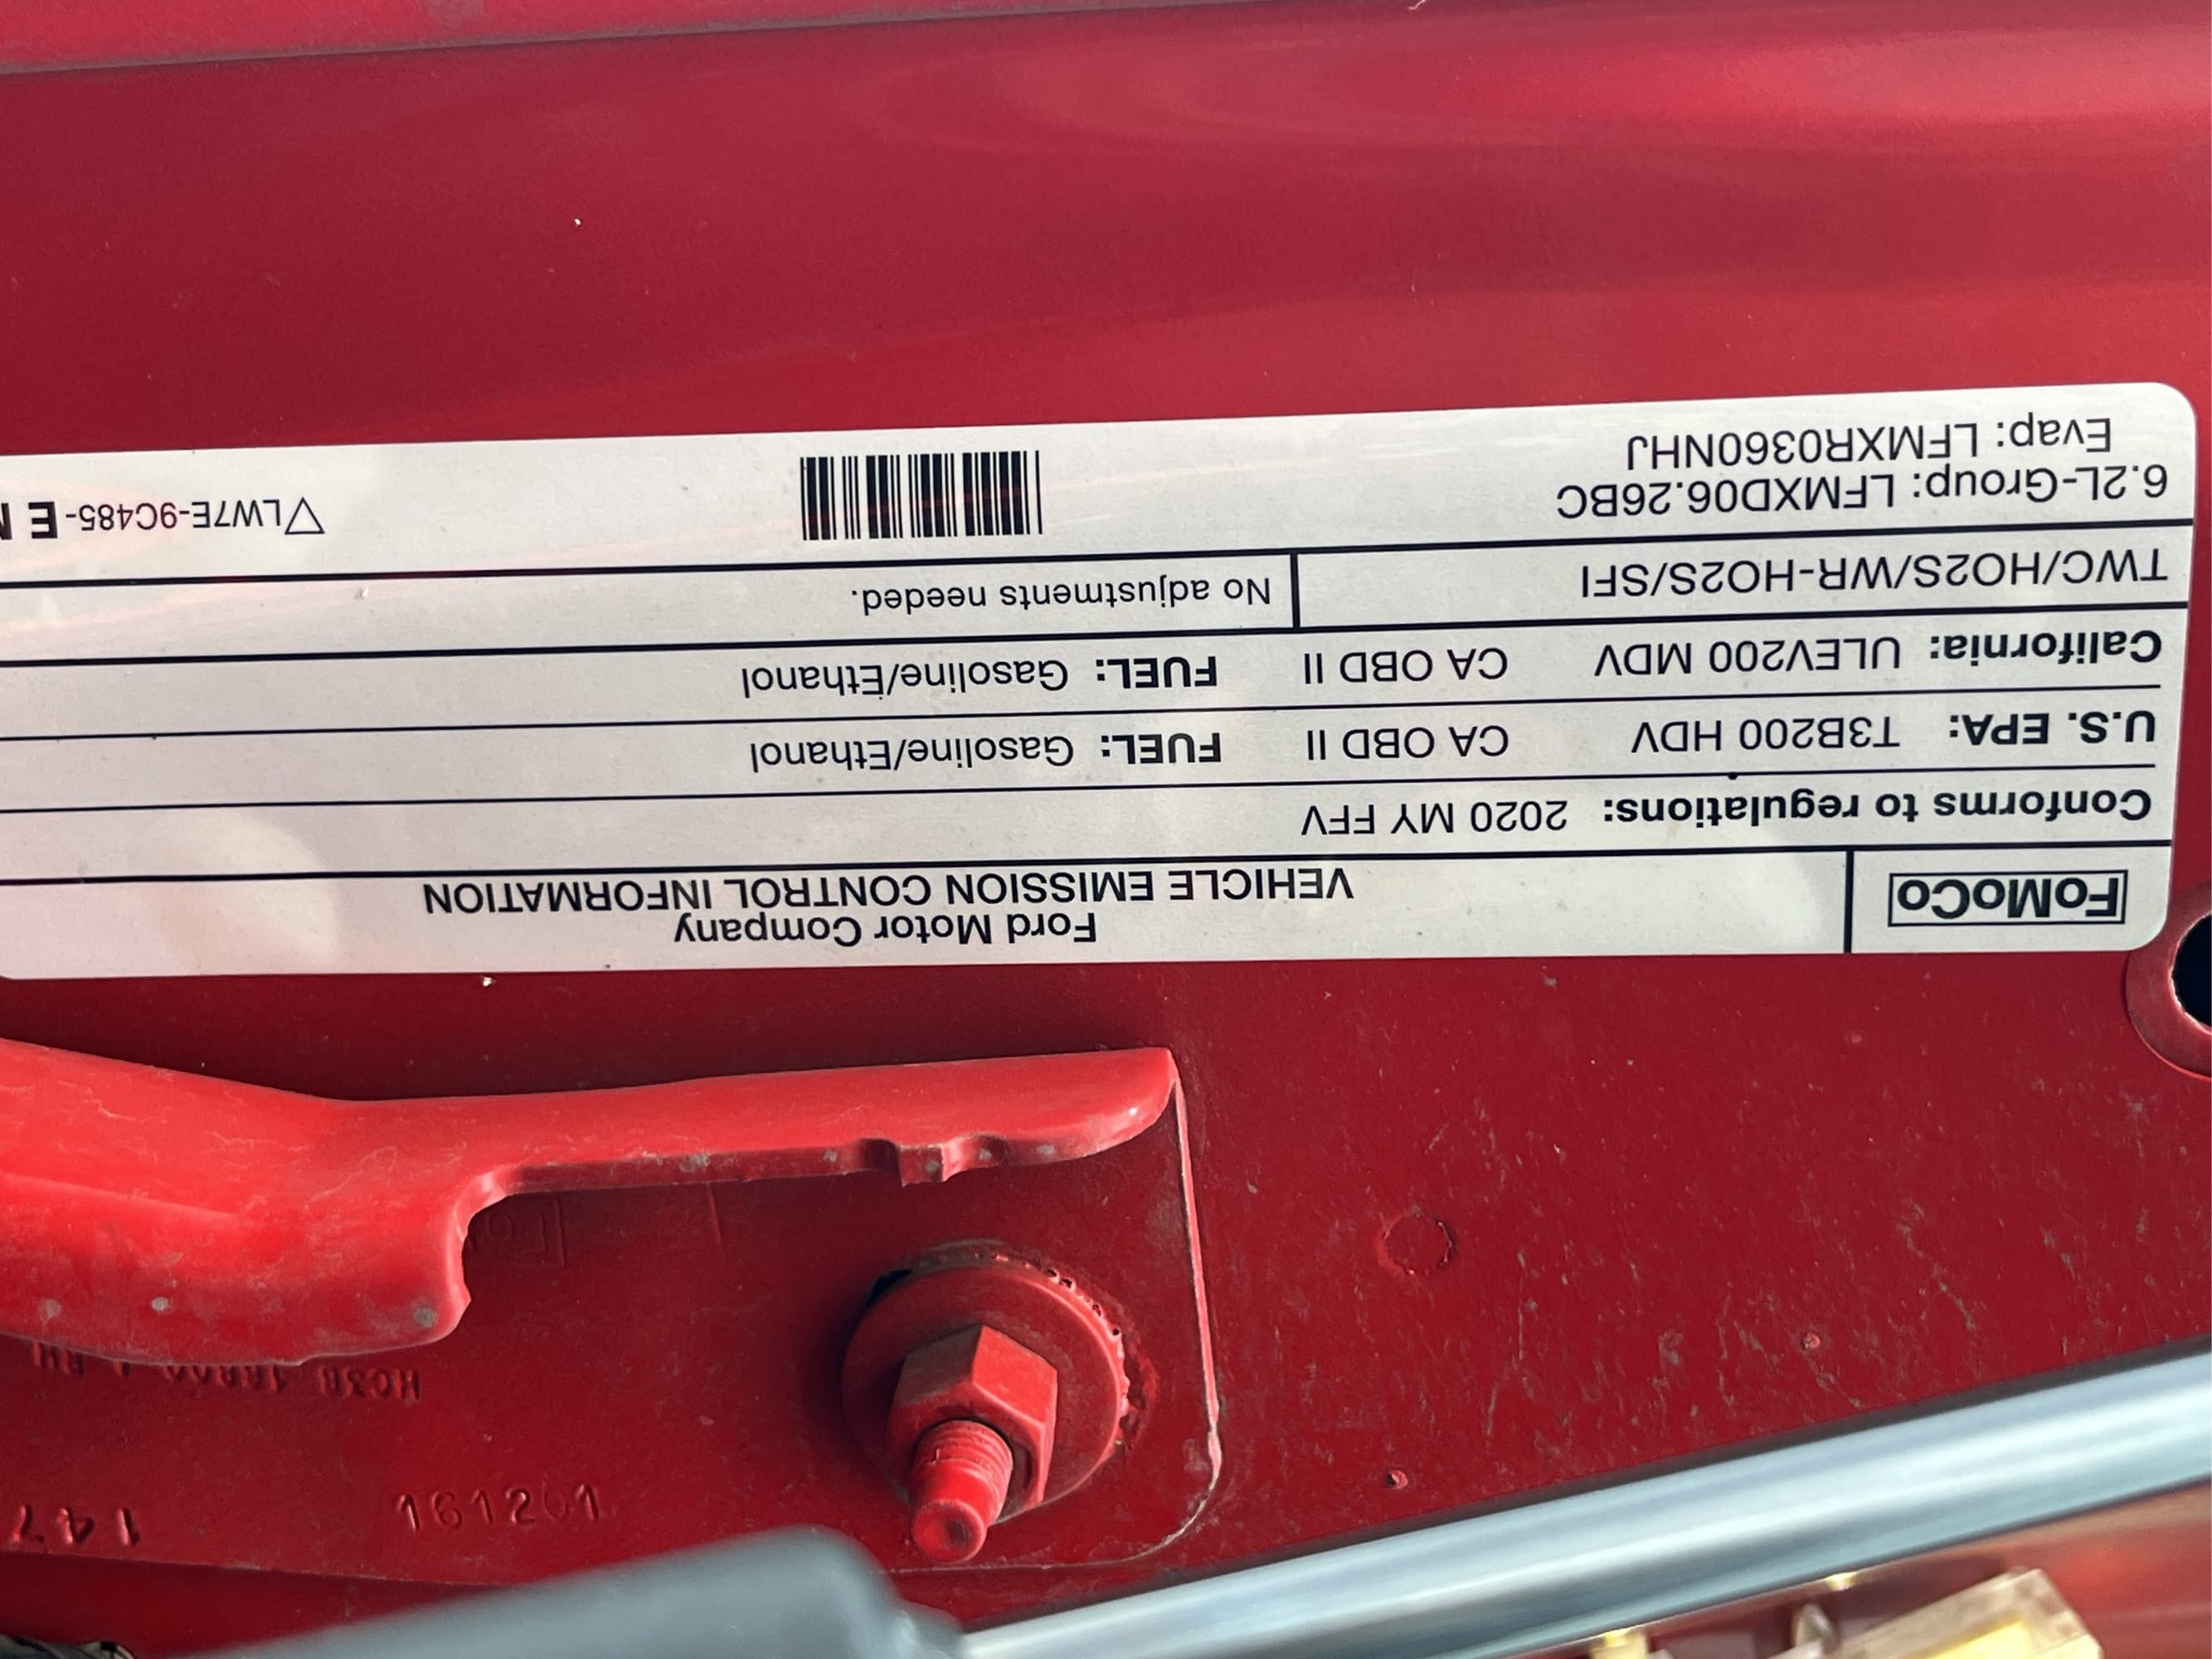 FoMoCo
Ford Motor Company
VEHICLE EMISSION CONTROL INFORMATION
Conforms to regulations: 2020 MY FFV
U.S. EPA: T3B200 HDV CA OBD II FUEL: Gasoline/Ethanol
California: ULEV200 MDV CA OBD II FUEL: Gasoline/Ethanol
TWC/HO2S/WR-HO2S/SFI No adjustments needed.
6.2L-Group: LFMXD06.26BC
Evap: LFMXR0360NHJ
LW7E-9C485- E
HC3B
147